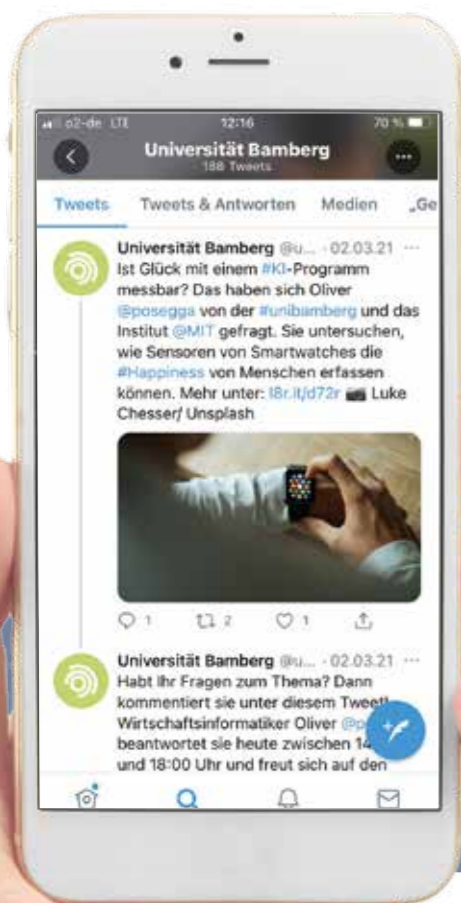 o2-de LTE 12:16 70 %
Universität Bamberg
188 Tweets
Tweets Tweets & Antworten Medien „Ge
Universität Bamberg @u... · 02.03.21 ···
Ist Glück mit einem #KI-Programm
messbar? Das haben sich Oliver
@posegga von der #unibamberg und das
Institut @MIT gefragt. Sie untersuchen,
wie Sensoren von Smartwatches die
#Happiness von Menschen erfassen
können. Mehr unter: l8r.it/d72r 📷 Luke
Chesser/ Unsplash
1 2 1
Universität Bamberg @u... · 02.03.21 ···
Habt Ihr Fragen zum Thema? Dann
kommentiert sie unter diesem Tweet!
Wirtschaftsinformatiker Oliver
beantwortet sie heute zwischen 14
und 18:00 Uhr und freut sich auf den